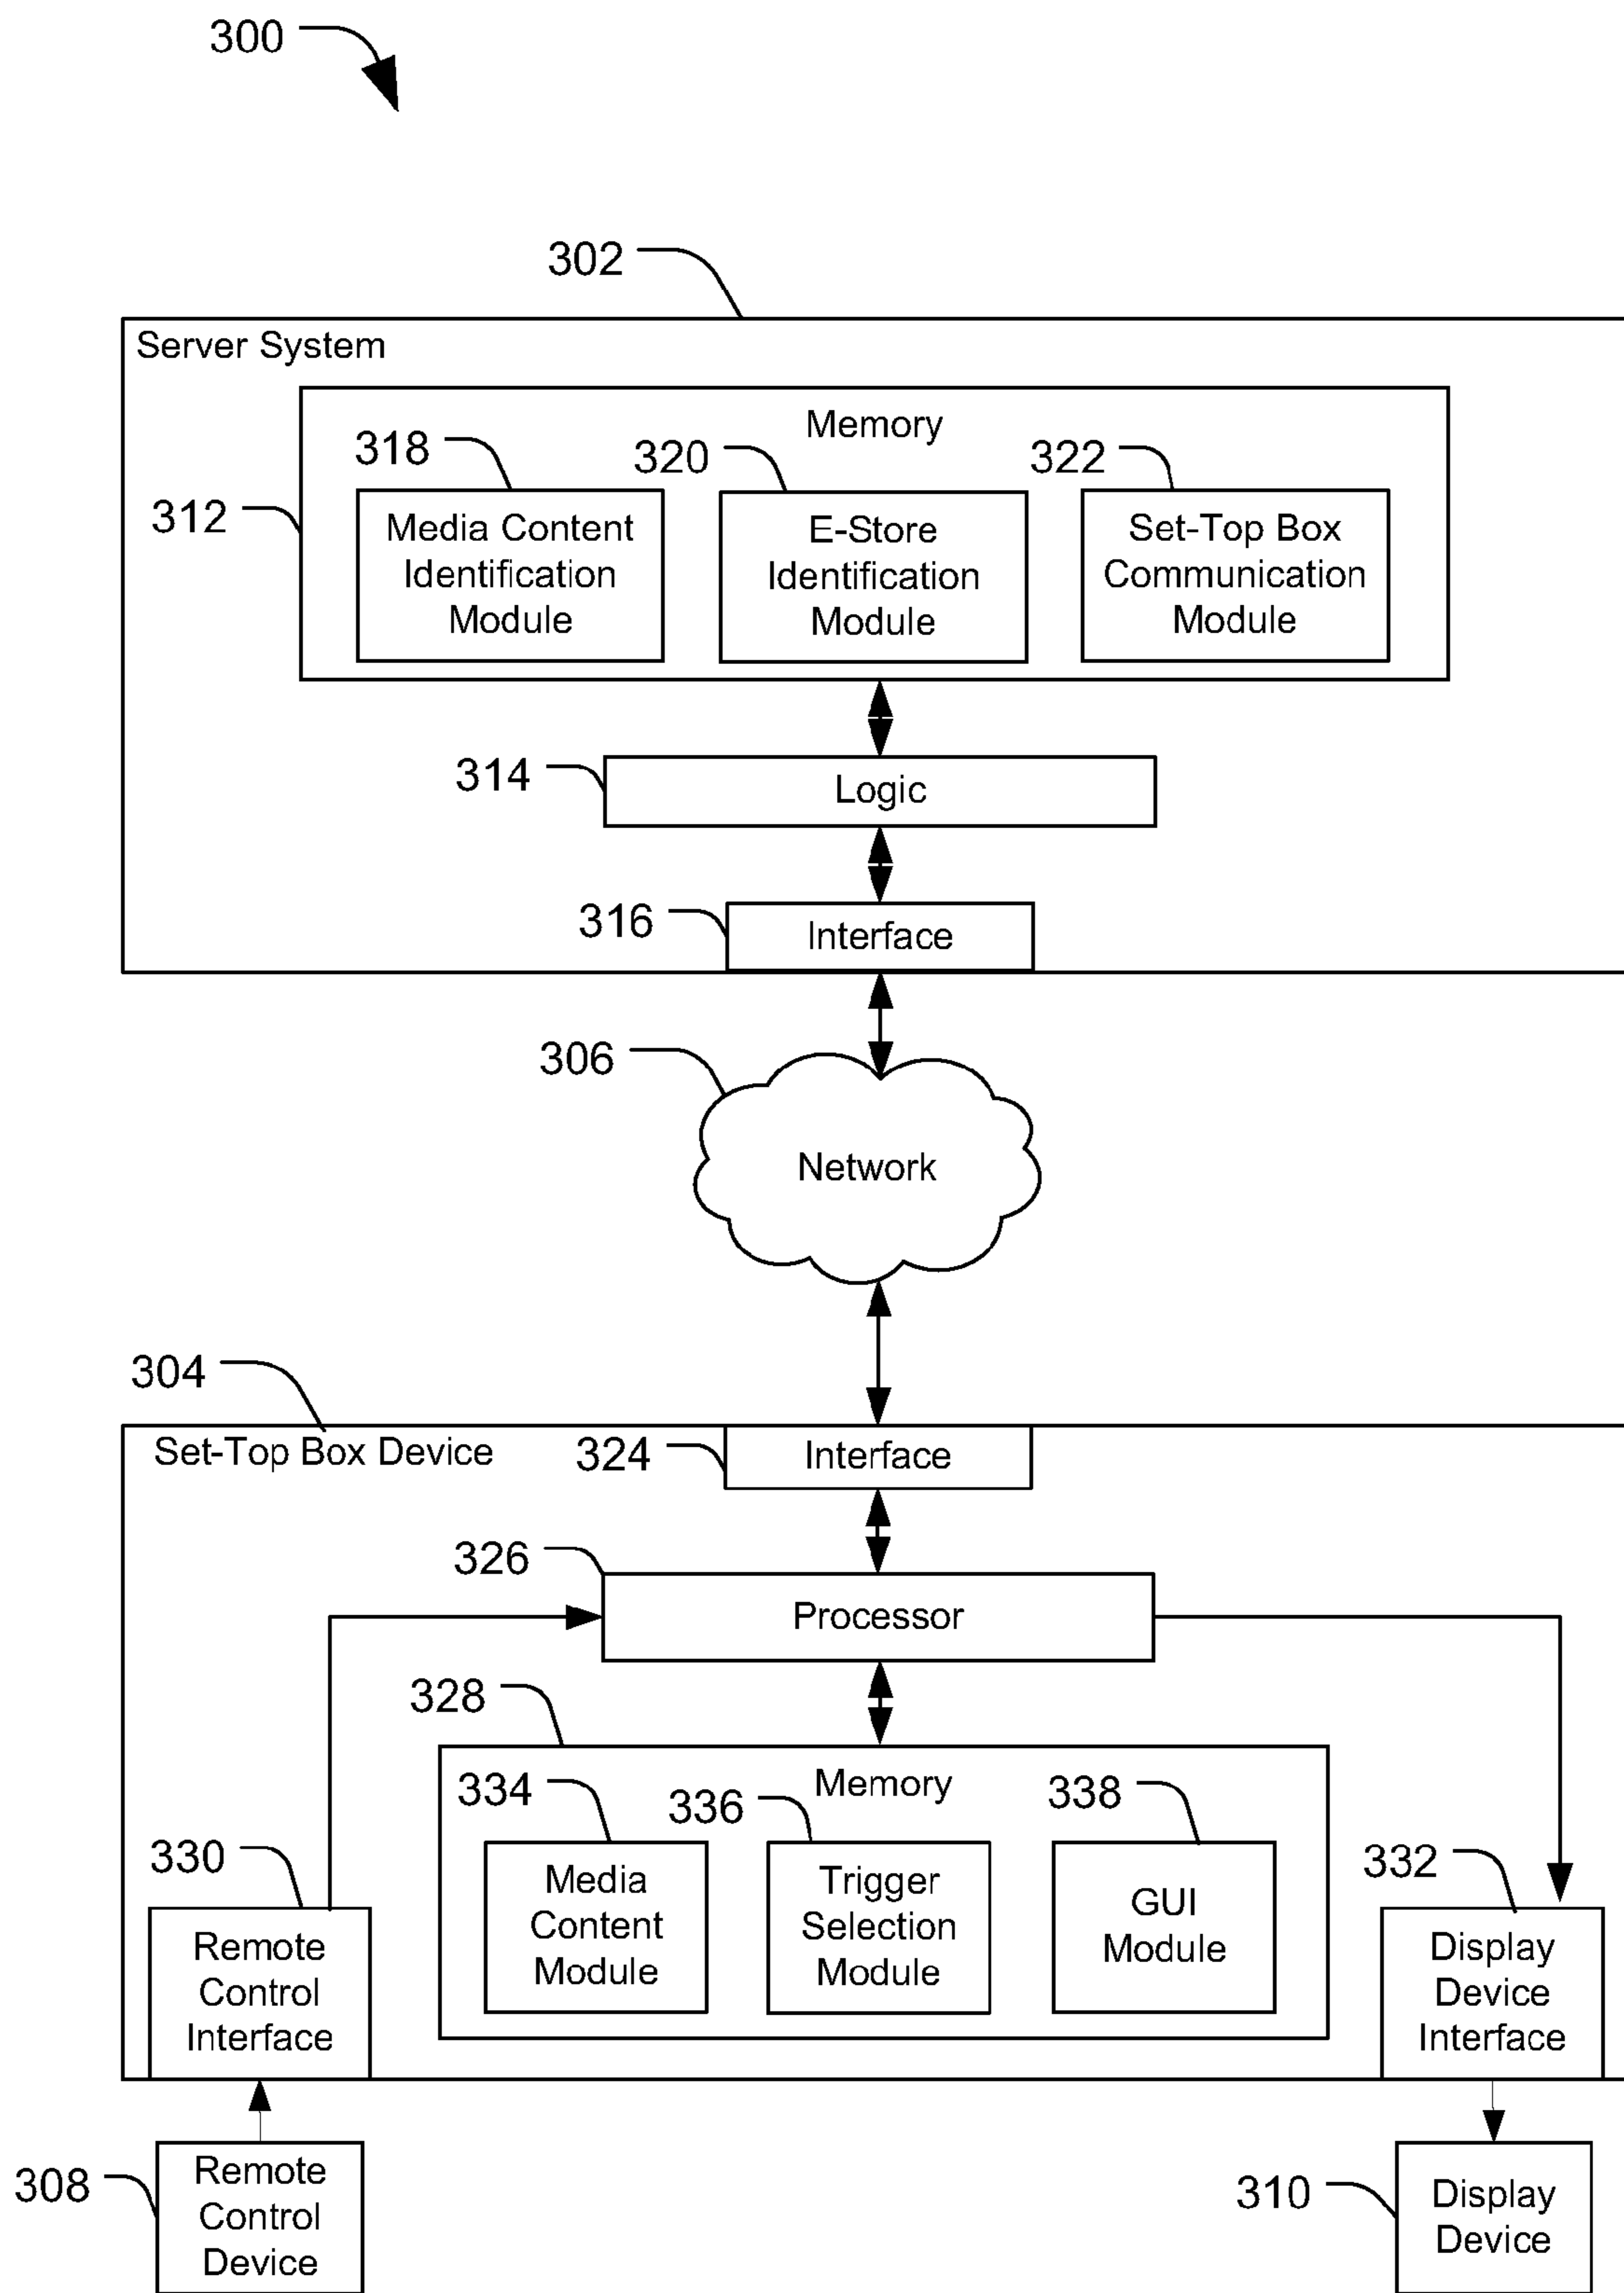 300
302
Server System
Memory
318
320
322
312
Media Content
Identification
Module
E-Store
Identification
Module
Set-Top Box
Communication
Module
314
Logic
316
Interface
306
Network
304
Set-Top Box Device
324
Interface
326
Processor
328
Memory
334
336
338
330
332
Media
Content
Module
Trigger
Selection
Module
GUI
Module
Remote
Control
Interface
Display
Device
Interface
308
Remote
Control
Device
310
Display
Device